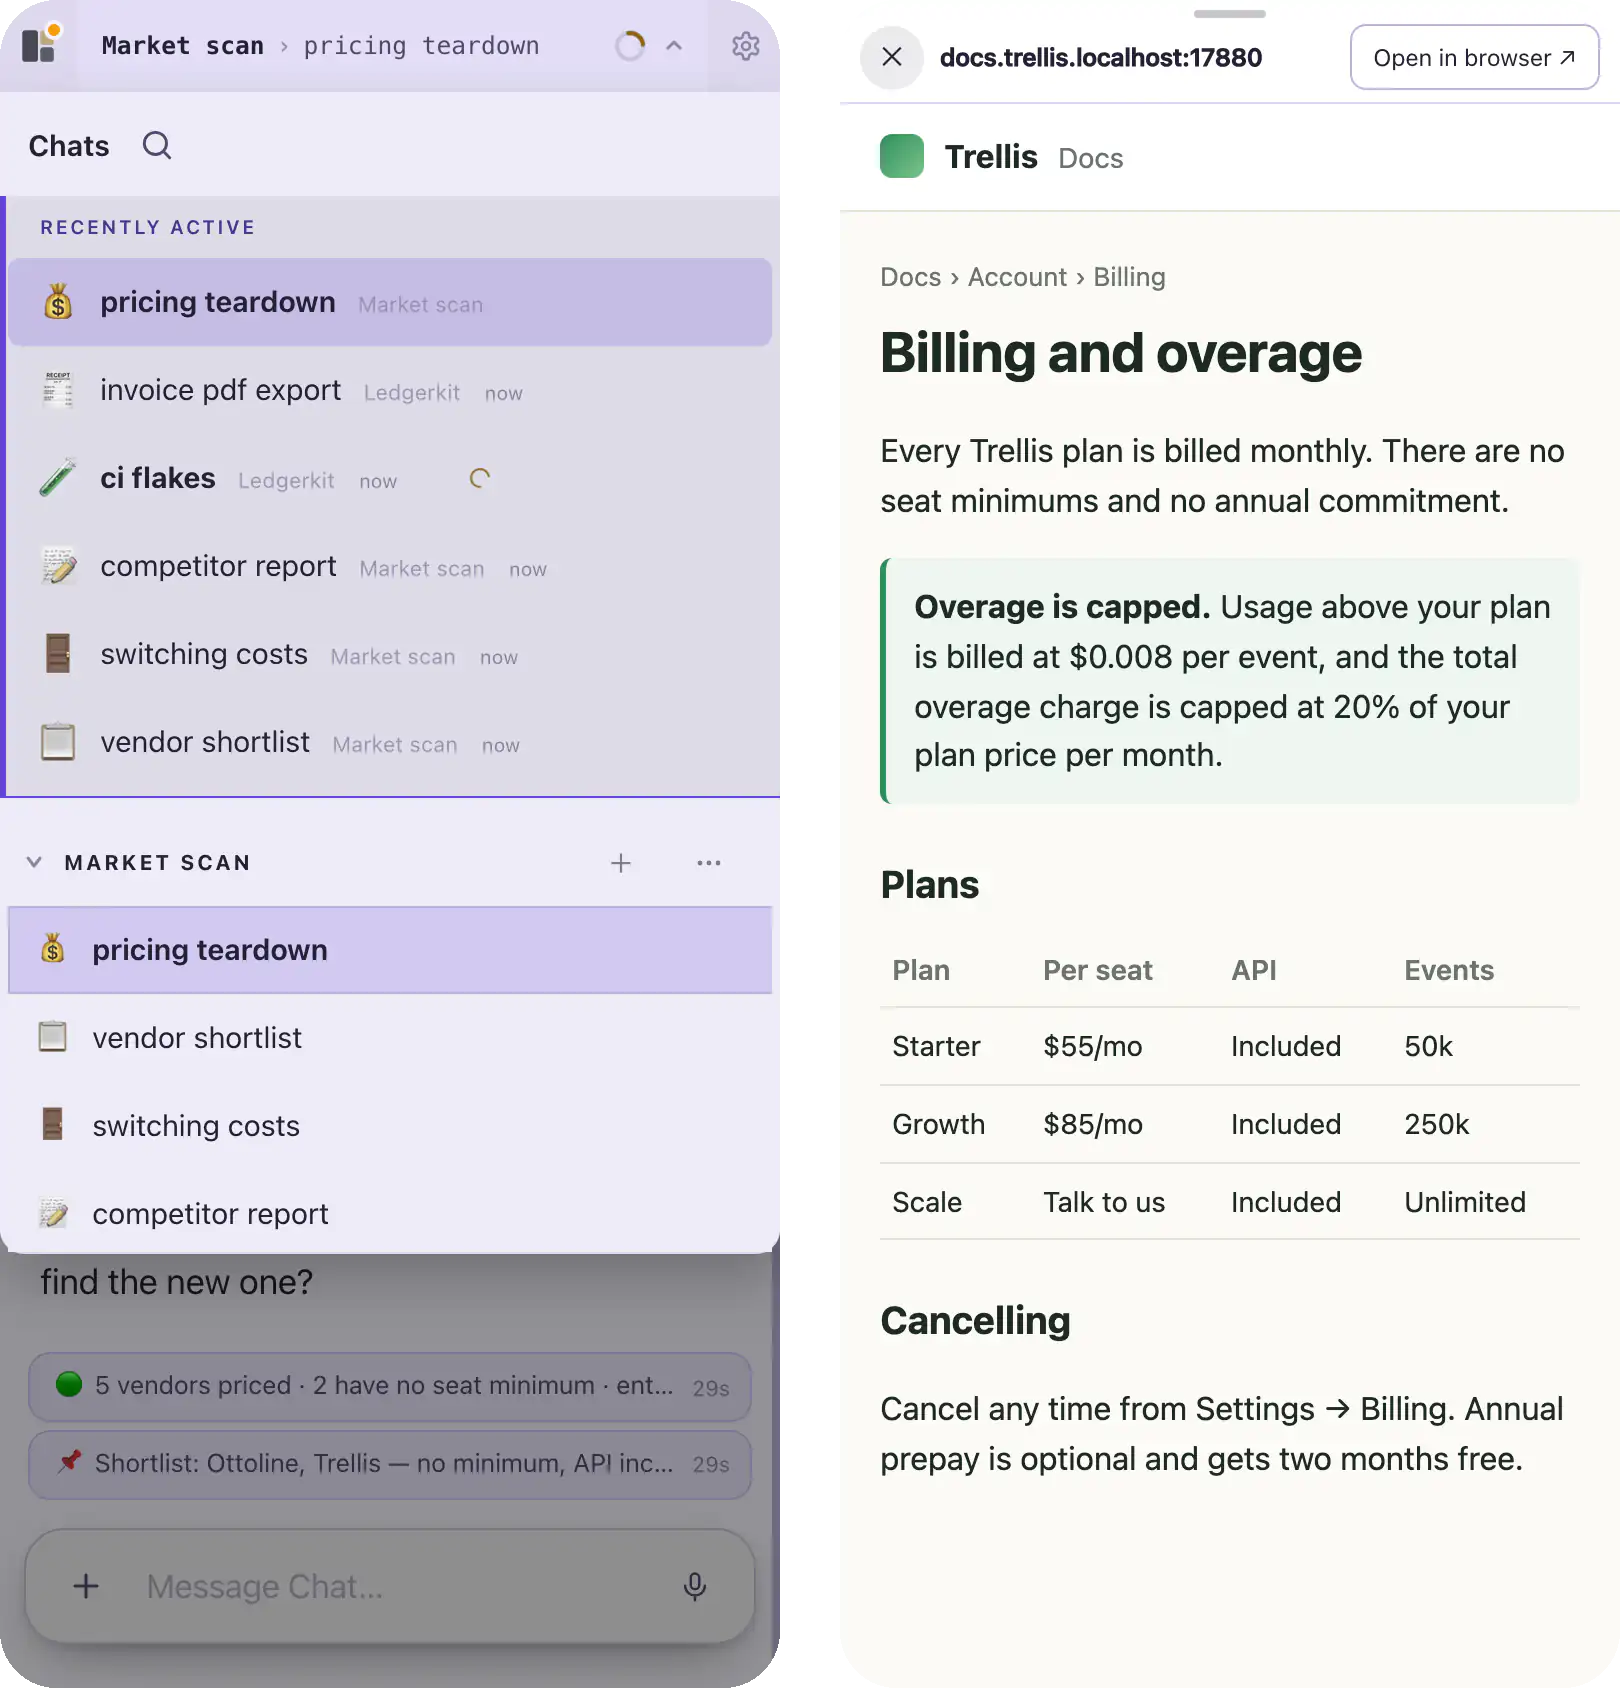 Market scan › pricing teardown
Chats
RECENTLY ACTIVE
pricing teardown Market scan
invoice pdf export Ledgerkit now
ci flakes Ledgerkit now
competitor report Market scan now
switching costs Market scan now
vendor shortlist Market scan now
MARKET SCAN
pricing teardown
vendor shortlist
switching costs
competitor report
find the new one?
5 vendors priced · 2 have no seat minimum · ent... 29s
Shortlist: Ottoline, Trellis — no minimum, API inc... 29s
Message Chat...
docs.trellis.localhost:17880
Open in browser ↗
Trellis Docs
Docs › Account › Billing
Billing and overage
Every Trellis plan is billed monthly. There are no
seat minimums and no annual commitment.
Overage is capped. Usage above your plan
is billed at $0.008 per event, and the total
overage charge is capped at 20% of your
plan price per month.
Plans
Plan Per seat API Events
Starter $55/mo Included 50k
Growth $85/mo Included 250k
Scale Talk to us Included Unlimited
Cancelling
Cancel any time from Settings → Billing. Annual
prepay is optional and gets two months free.